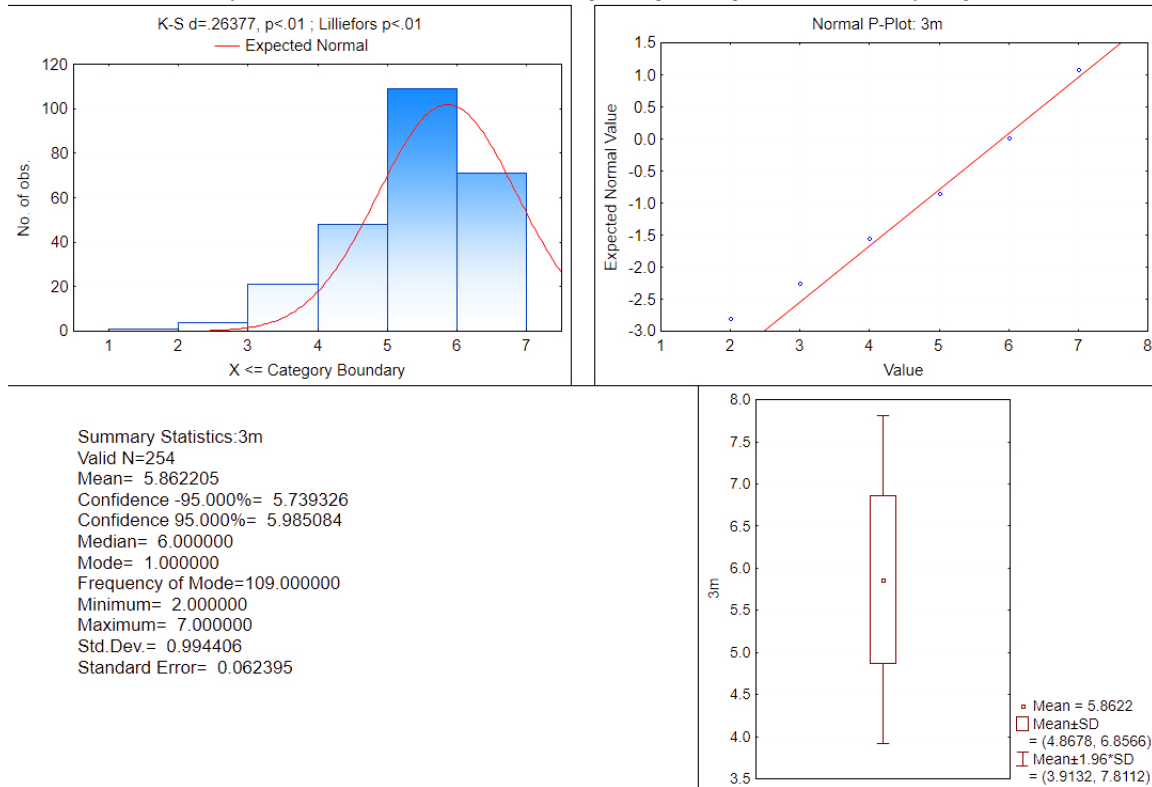 K-S d=.26377, p<.01 ; Lilliefors p<.01
Expected Normal
120
100
80
60
40
20
0
No. of obs.
1 2 3 4 5 6 7
X <= Category Boundary
Normal P-Plot: 3m
1.5
1.0
0.5
0.0
-0.5
-1.0
-1.5
-2.0
-2.5
-3.0
Expected Normal Value
1 2 3 4 5 6 7 8
Value
Summary Statistics:3m
Valid N=254
Mean= 5.862205
Confidence -95.000%= 5.739326
Confidence 95.000%= 5.985084
Median= 6.000000
Mode= 1.000000
Frequency of Mode=109.000000
Minimum= 2.000000
Maximum= 7.000000
Std.Dev.= 0.994406
Standard Error= 0.062395
8.0
7.5
7.0
6.5
6.0
5.5
5.0
4.5
4.0
3.5
3m
Mean = 5.8622
Mean±SD
= (4.8678, 6.8566)
Mean±1.96*SD
= (3.9132, 7.8112)